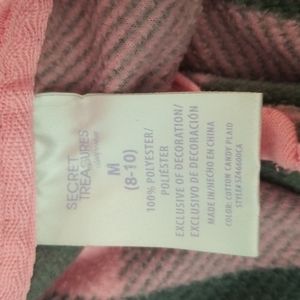 SECRET
TREASURES
M
(8-10)
100% POLYESTER/
POLIÉSTER
EXCLUSIVE OF DECORATION/
EXCLUSIVO DE DECORACIÓN
MADE IN/HECHO EN CHINA
COLOR: COTTON CANDY PLAID